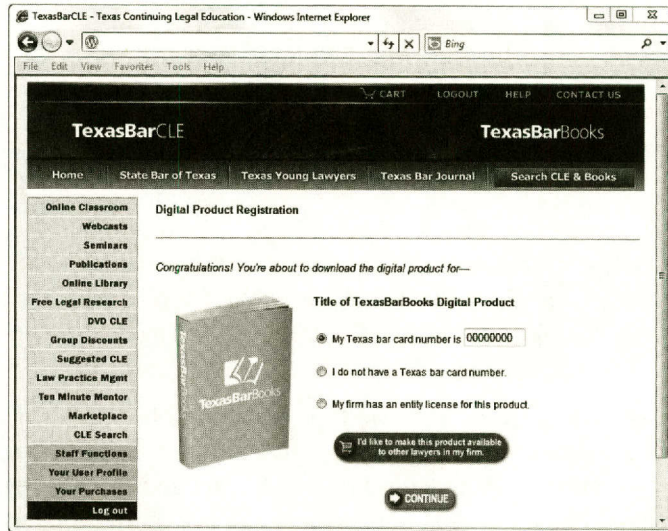 TexasBarCLE - Texas Continuing Legal Education - Windows Internet Explorer
Bing
File Edit View Favorites Tools Help
CART LOGOUT HELP CONTACT US
TexasBarCLE TexasBarBooks
Home State Bar of Texas Texas Young Lawyers Texas Bar Journal Search CLE & Books
Online Classroom
Webcasts
Seminars
Publications
Online Library
Free Legal Research
DVD CLE
Group Discounts
Suggested CLE
Law Practice Mgmt
Ten Minute Mentor
Marketplace
CLE Search
Staff Functions
Your User Profile
Your Purchases
Log out
Digital Product Registration
Congratulations! You're about to download the digital product for—
TexasBarBooks
TexasBarBooks
Title of TexasBarBooks Digital Product
My Texas bar card number is 00000000
I do not have a Texas bar card number.
My firm has an entity license for this product.
I'd like to make this product available
to other lawyers in my firm.
CONTINUE